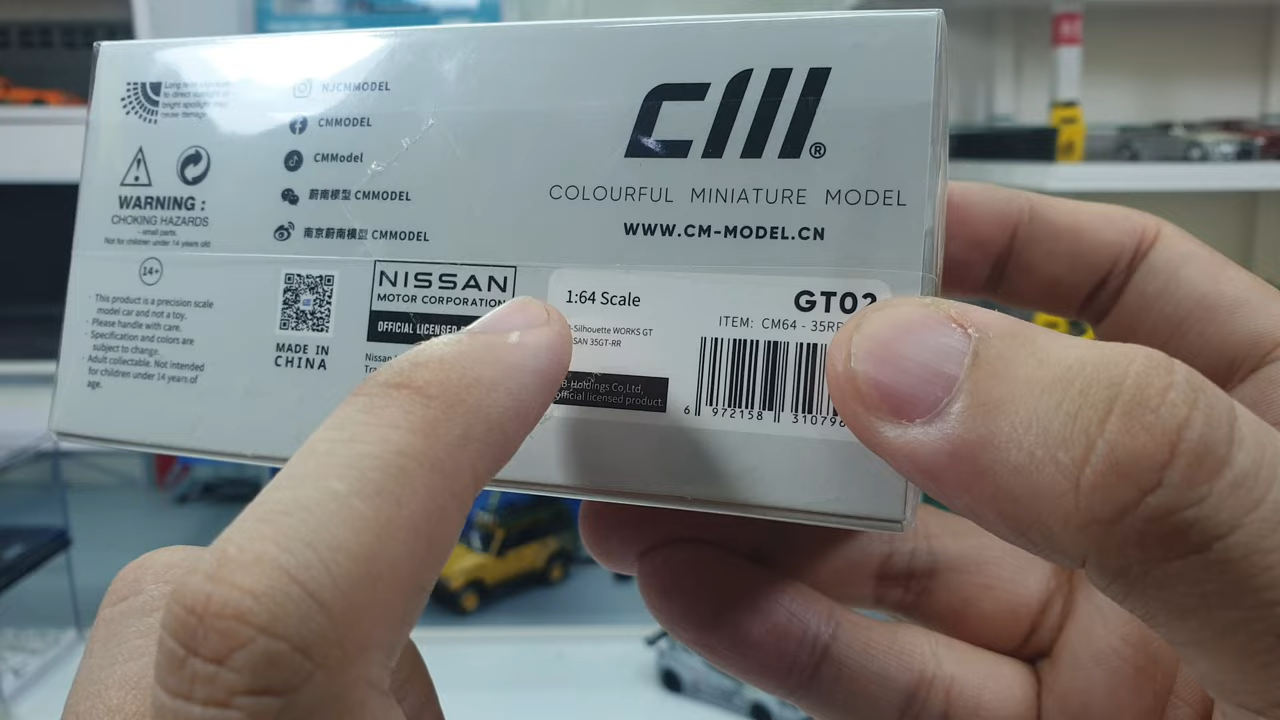 Long term exposure
to direct sunlight or
bright spotlight may
cause damage.
NJCMMODEL
CMMODEL
CMModel
蔚南模型 CMMODEL
南京蔚南模型 CMMODEL
WARNING :
CHOKING HAZARDS
-small parts.
Not for children under 14 years old
14+
· This product is a precision scale
model car and not a toy.
· Please handle with care.
· Specification and colors are
subject to change.
· Adult collectable. Not intended
for children under 14 years of
age.
MADE IN
CHINA
NISSAN
MOTOR CORPORATION
OFFICIAL LICENSED
Nissan
CM®
COLOURFUL MINIATURE MODEL
WWW.CM-MODEL.CN
1:64 Scale
GT02
ITEM: CM64 - 35RR
-Silhouette WORKS GT
35GT-RR
B-Holdings Co,Ltd,
official licensed product.
6 972158 310796